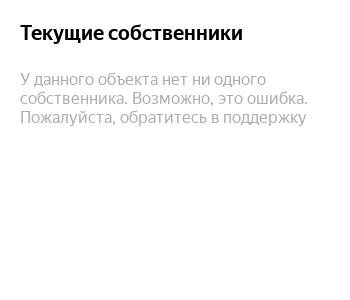 Текущие собственники
У данного объекта нет ни одного
собственника. Возможно, это ошибка.
Пожалуйста, обратитесь в поддержку